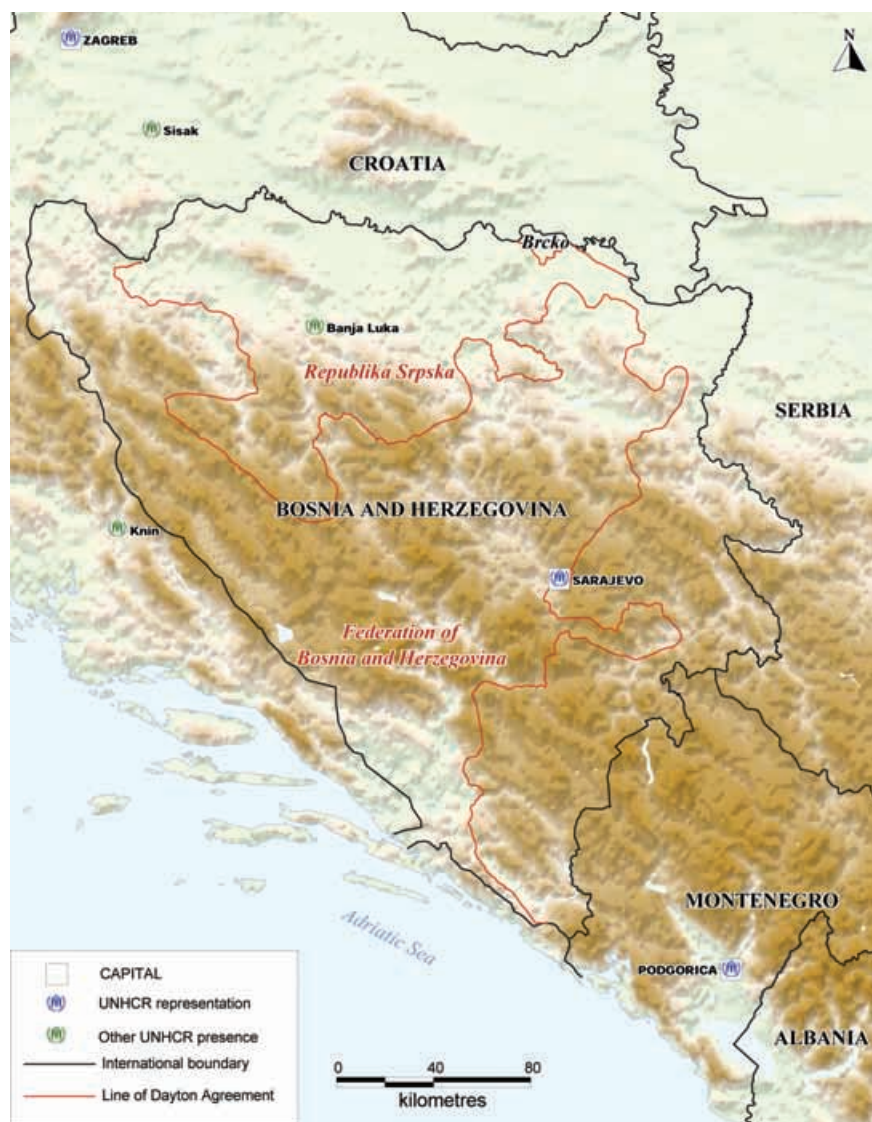 ZAGREB
N
Sisak
CROATIA
Brcko
Banja Luka
Republika Srpska
SERBIA
BOSNIA AND HERZEGOVINA
Knin
SARAJEVO
Federation of
Bosnia and Herzegovina
MONTENEGRO
Adriatic Sea
PODGORICA
ALBANIA
CAPITAL
UNHCR representation
Other UNHCR presence
International boundary
Line of Dayton Agreement
0 40 80
kilometres